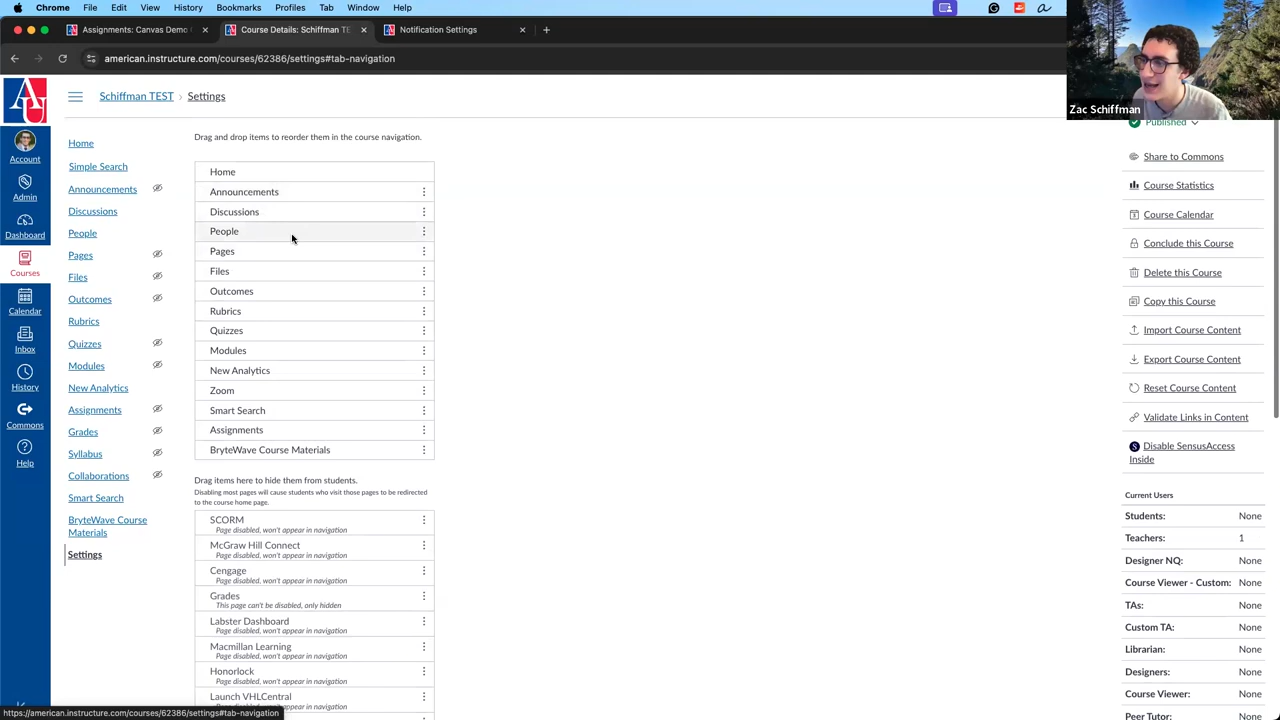 Chrome File Edit View History Bookmarks Profiles Tab Window Help
Assignments: Canvas Demo
Course Details: Schiffman TE
Notification Settings
american.instructure.com/courses/62386/settings#tab-navigation
Zac Schiffman
AU
Account
Admin
Dashboard
Courses
Calendar
Inbox
History
Commons
Help
Schiffman TEST › Settings
Home
Simple Search
Announcements
Discussions
People
Pages
Files
Outcomes
Rubrics
Quizzes
Modules
New Analytics
Assignments
Grades
Syllabus
Collaborations
Smart Search
BryteWave Course
Materials
Settings
Drag and drop items to reorder them in the course navigation.
Home
Announcements
Discussions
People
Pages
Files
Outcomes
Rubrics
Quizzes
Modules
New Analytics
Zoom
Smart Search
Assignments
BryteWave Course Materials
Drag items here to hide them from students.
Disabling most pages will cause students who visit those pages to be redirected
to the course home page.
SCORM
Page disabled, won't appear in navigation
McGraw Hill Connect
Page disabled, won't appear in navigation
Cengage
Page disabled, won't appear in navigation
Grades
This page can't be disabled, only hidden
Labster Dashboard
Page disabled, won't appear in navigation
Macmillan Learning
Page disabled, won't appear in navigation
Honorlock
Page disabled, won't appear in navigation
Launch VHLCentral
Page disabled, won't appear in navigation
Published
Share to Commons
Course Statistics
Course Calendar
Conclude this Course
Delete this Course
Copy this Course
Import Course Content
Export Course Content
Reset Course Content
Validate Links in Content
Disable SensusAccess
Inside
Current Users
Students: None
Teachers: 1
Designer NQ: None
Course Viewer - Custom: None
TAs: None
Custom TA: None
Librarian: None
Designers: None
Course Viewer: None
Peer Tutor: None
https://american.instructure.com/courses/62386/settings#tab-navigation